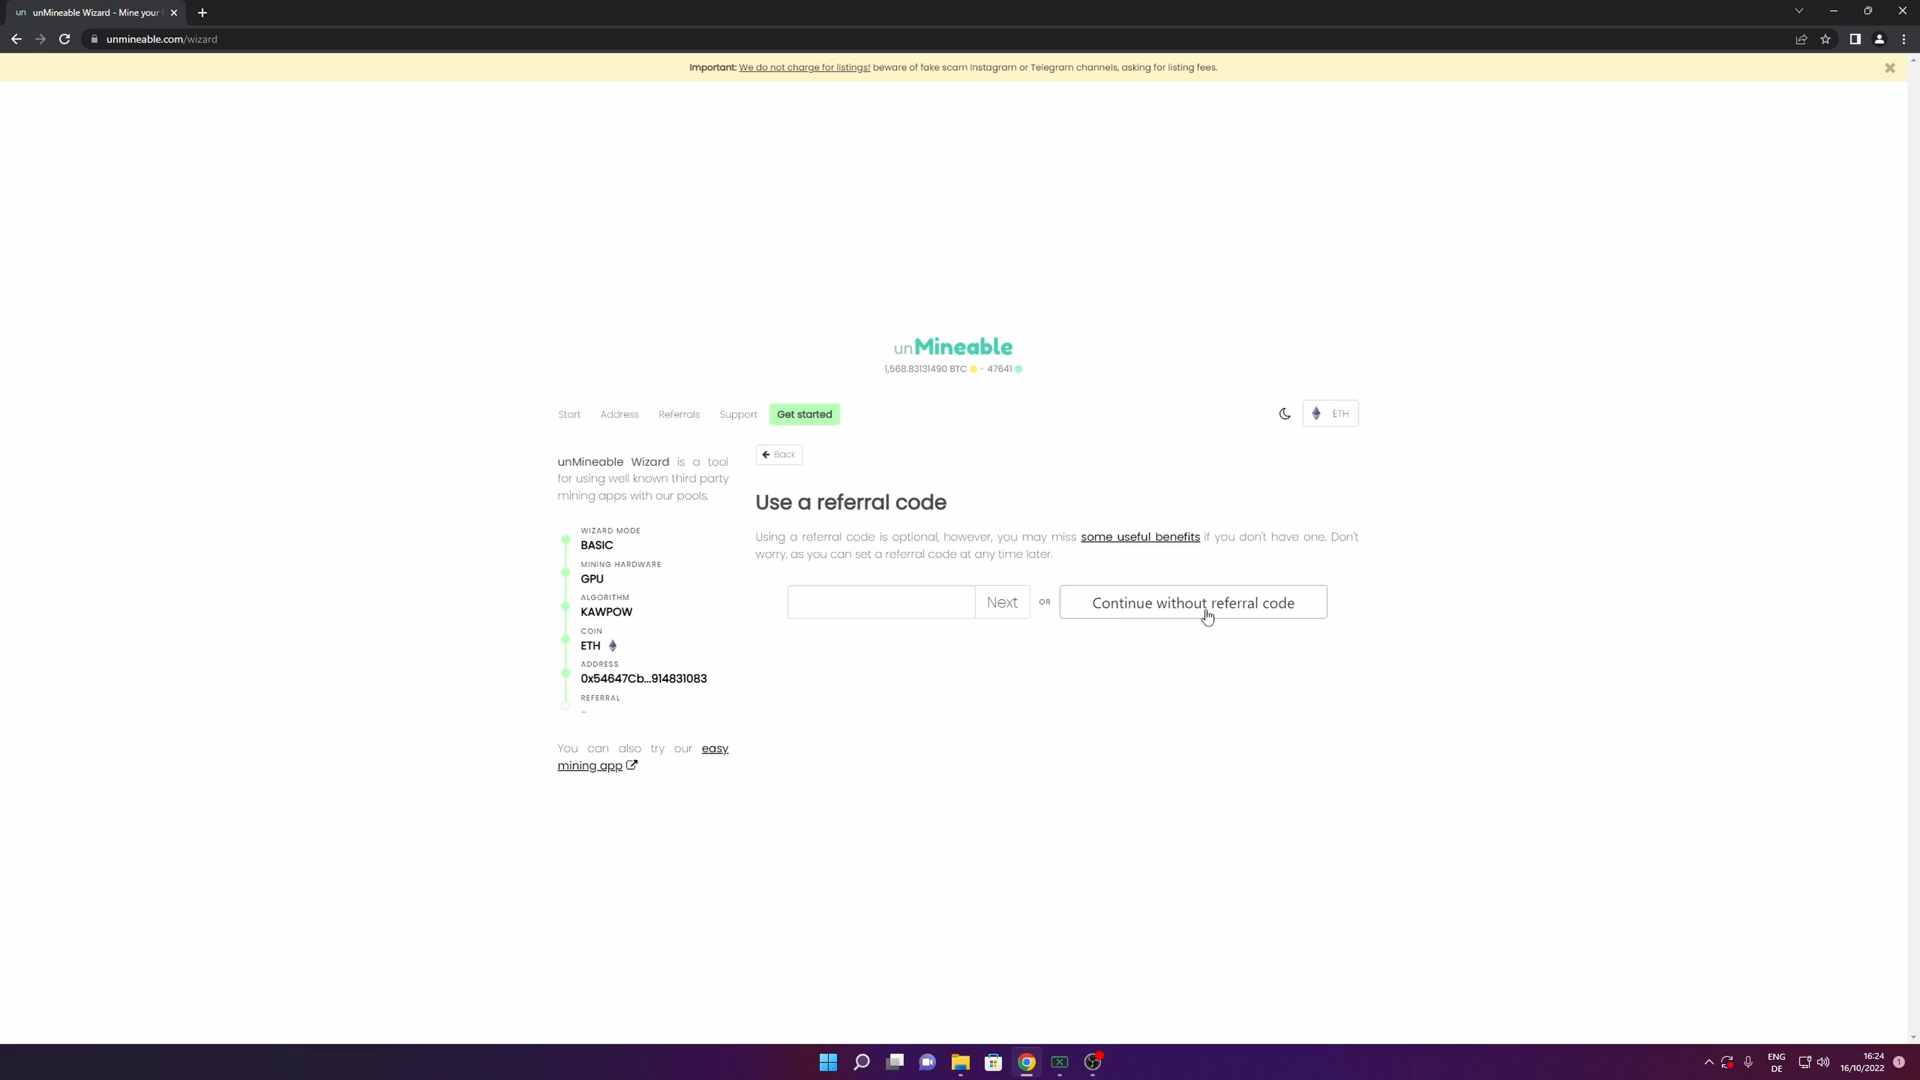 un unMineable Wizard - Mine your
unmineable.com/wizard
Important: We do not charge for listings! beware of fake scam Instagram or Telegram channels, asking for listing fees.
unMineable
1,568.83131490 BTC - 47641
Start Address Referrals Support Get started ETH
Back
unMineable Wizard is a tool
for using well known third party
mining apps with our pools.
WIZARD MODE
BASIC
MINING HARDWARE
GPU
ALGORITHM
KAWPOW
COIN
ETH
ADDRESS
0x54647Cb...914831083
REFERRAL
–
You can also try our easy
mining app
Use a referral code
Using a referral code is optional, however, you may miss some useful benefits if you don't have one. Don't
worry, as you can set a referral code at any time later.
Next OR Continue without referral code
ENG
DE
16:24
16/10/2022
1